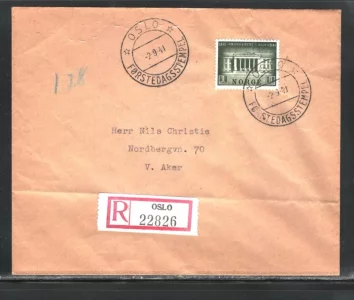 OSLO
-2.9.41
FØRSTEDAGSSTEMPEL
NORGE
OSLO
-2.9.41
FØRSTEDAGSSTEMPEL
128
Herr Nils Christie
Nordbergvn. 70
V. Aker
R
OSLO
22826